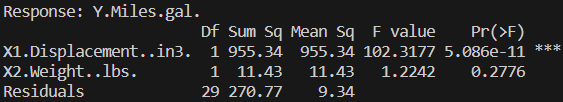 Response: Y.Miles.gal.
Df Sum Sq Mean Sq F value Pr(>F)
X1.Displacement..in3. 1 955.34 955.34 102.3177 5.086e-11 ***
X2.Weight..lbs. 1 11.43 11.43 1.2242 0.2776
Residuals 29 270.77 9.34